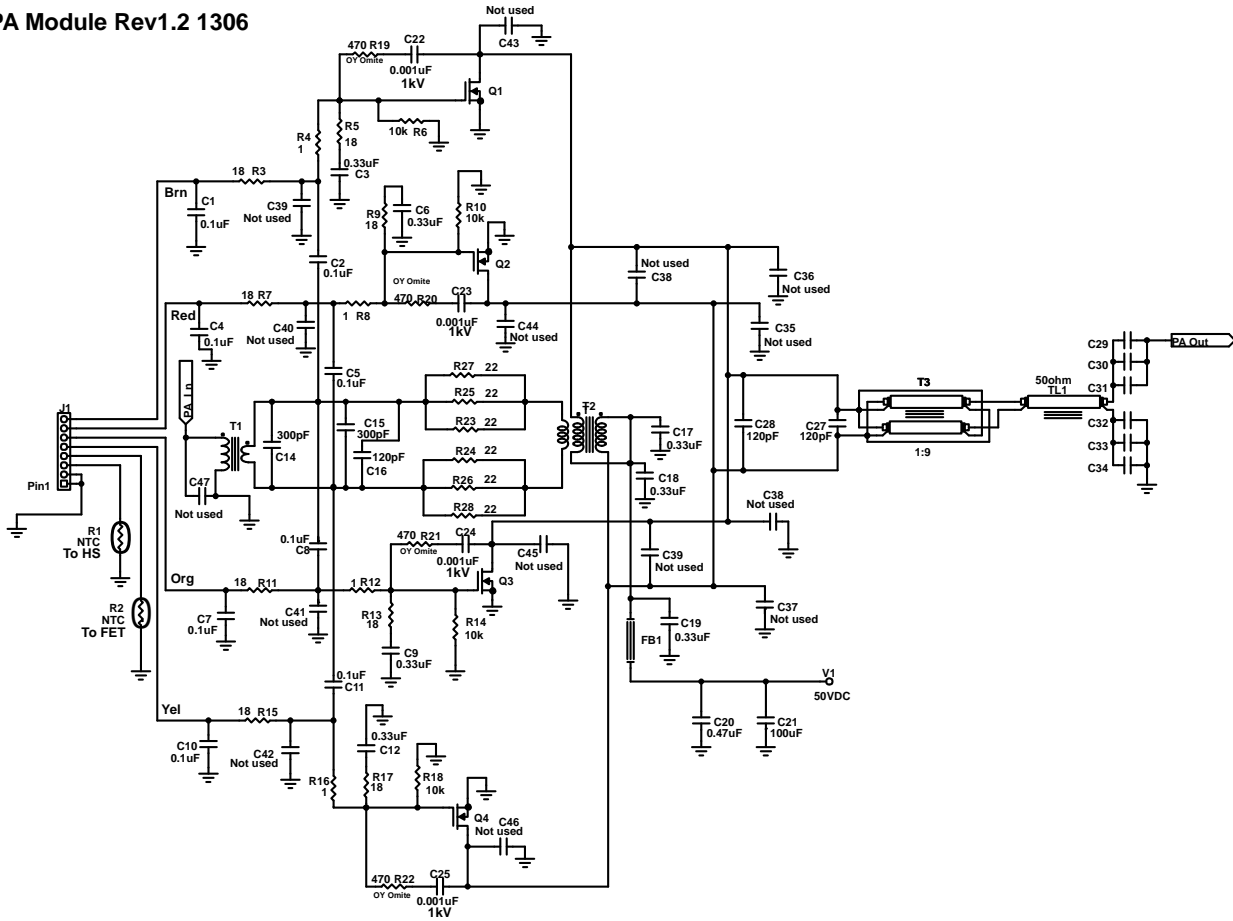 PA Module Rev1.2 1306
Not used
C43
470 R19
OY Omite
C22
0.001uF
1kV
Q1
R4
1
R5
18
10k R6
0.33uF
C3
18 R3
Brn
C1
0.1uF
C39
Not used
R9
18
C6
0.33uF
R10
10k
Q2
C2
0.1uF
Not used
C38
C36
Not used
OY Omite
18 R7
Red
C4
0.1uF
C40
Not used
1 R8
470 R20
C23
0.001uF
1kV
C44
Not used
C35
Not used
C5
0.1uF
PA In
J1
Pin1
T1
300pF
C14
C15
300pF
120pF
C16
R27 22
R25 22
R23 22
R24 22
R26 22
R28 22
T2
C17
0.33uF
C18
0.33uF
C28
120pF
C27
120pF
T3
1:9
50ohm
TL1
C29
C30
C31
C32
C33
C34
PA Out
C47
Not used
R1
NTC
To HS
R2
NTC
To FET
0.1uF
C8
470 R21
OY Omite
C24
0.001uF
1kV
C45
Not used
Q3
C38
Not used
C39
Not used
C37
Not used
Org
18 R11
C7
0.1uF
C41
Not used
1 R12
R13
18
C9
0.33uF
R14
10k
C19
0.33uF
FB1
V1
50VDC
C20
0.47uF
C21
100uF
0.1uF
C11
Yel
18 R15
C10
0.1uF
C42
Not used
R16
1
0.33uF
C12
R17
18
R18
10k
Q4
C46
Not used
470 R22
OY Omite
C25
0.001uF
1kV